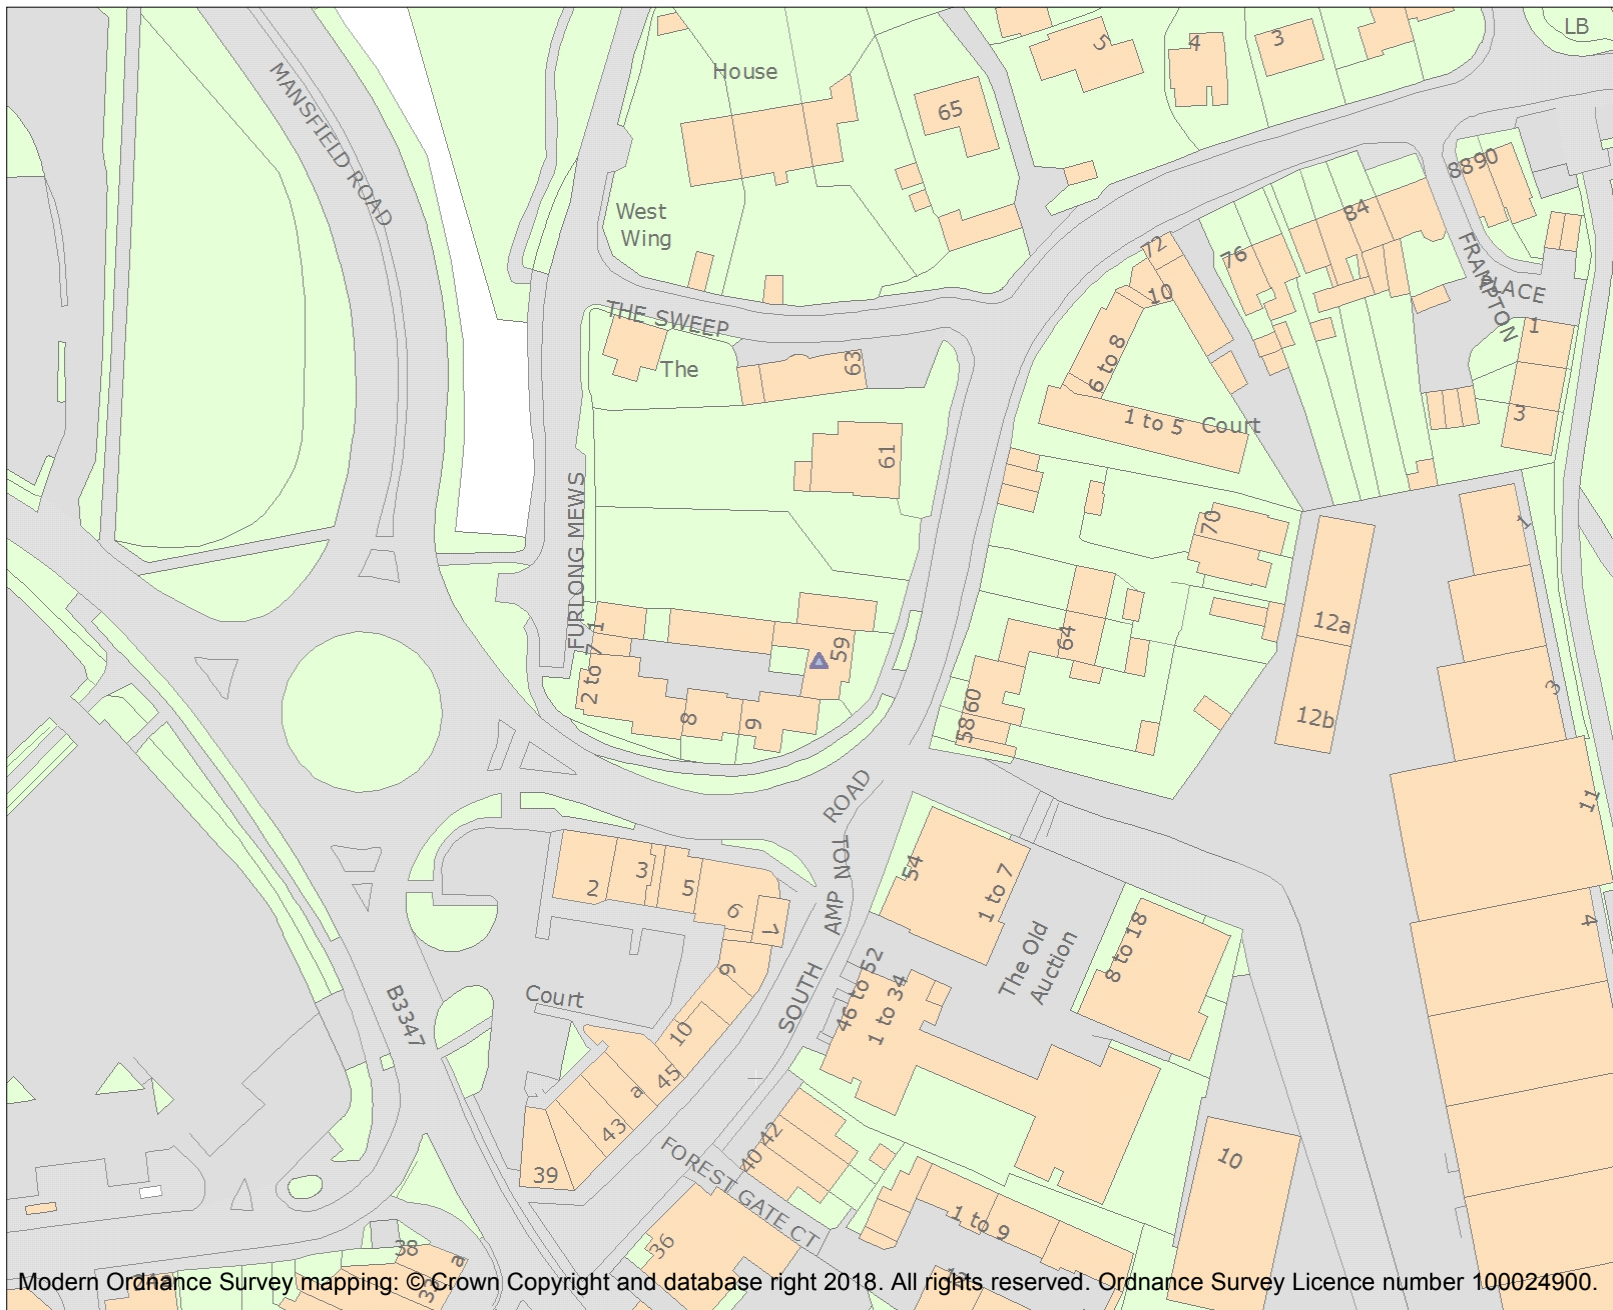 LB
House
5
4
3
65
MANSFIELD ROAD
8890
84
West
Wing
72
76
10
FRAMPTON
PLACE
THE SWEEP
The
63
6 to 8
1
1 to 5
Court
3
61
FURLONG MEWS
70
1
12a
1
59
64
2 to 7
3
12b
8
9
60
58
ROAD
11
54
1 to 7
AMP NOT TON
2
3
5
6
7
4
The Old
Auction
8 to 18
9
46 to 52
1 to 34
SOUTH
Court
B3347
10
45
a
43
42
40
39
FOREST GATE CT
10
1 to 9
36
38
a
Modern Ordnance Survey mapping: © Crown Copyright and database right 2018. All rights reserved. Ordnance Survey Licence number 100024900.